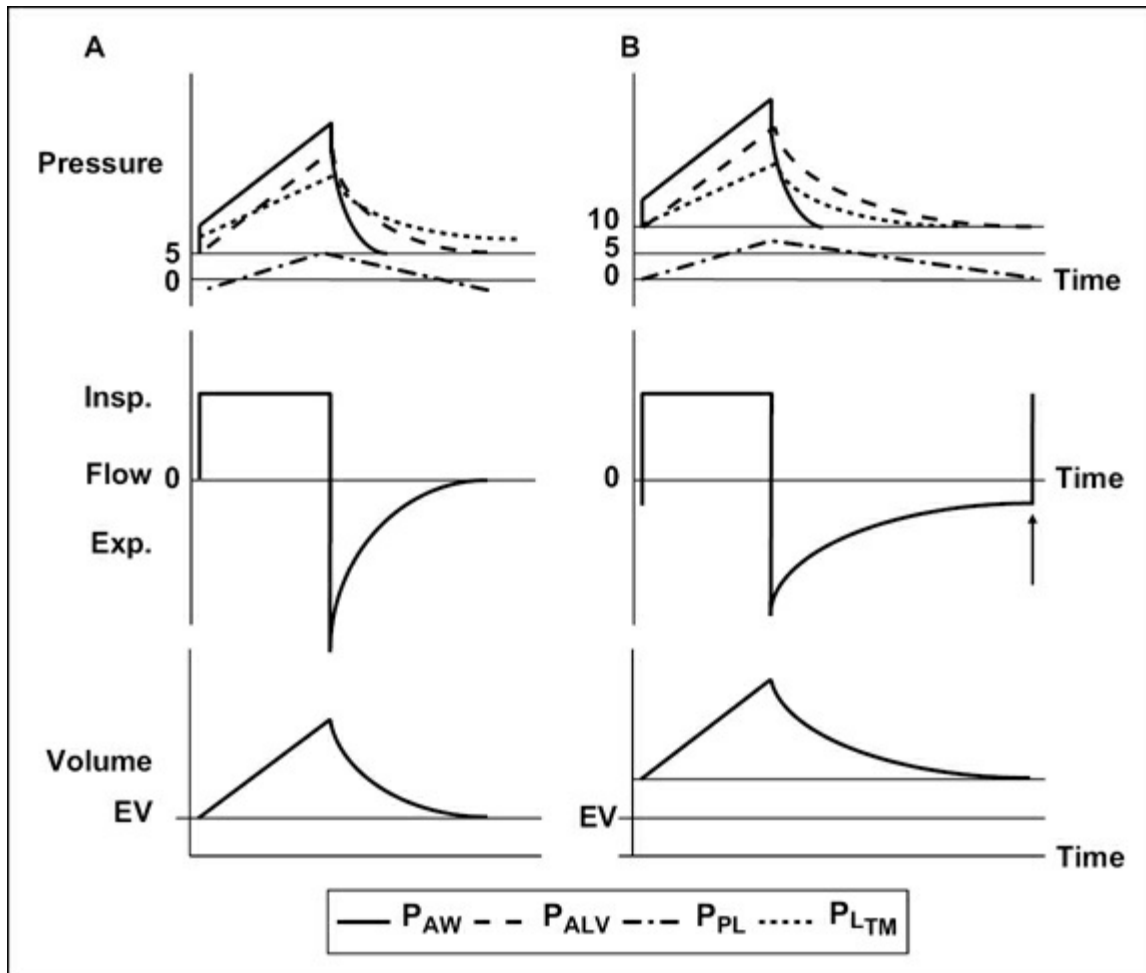 A B
Pressure
10
5 5
0 0 Time
Insp.
Flow 0 0 Time
Exp.
Volume
EV EV
Time
PAW PALV PPL PLTM